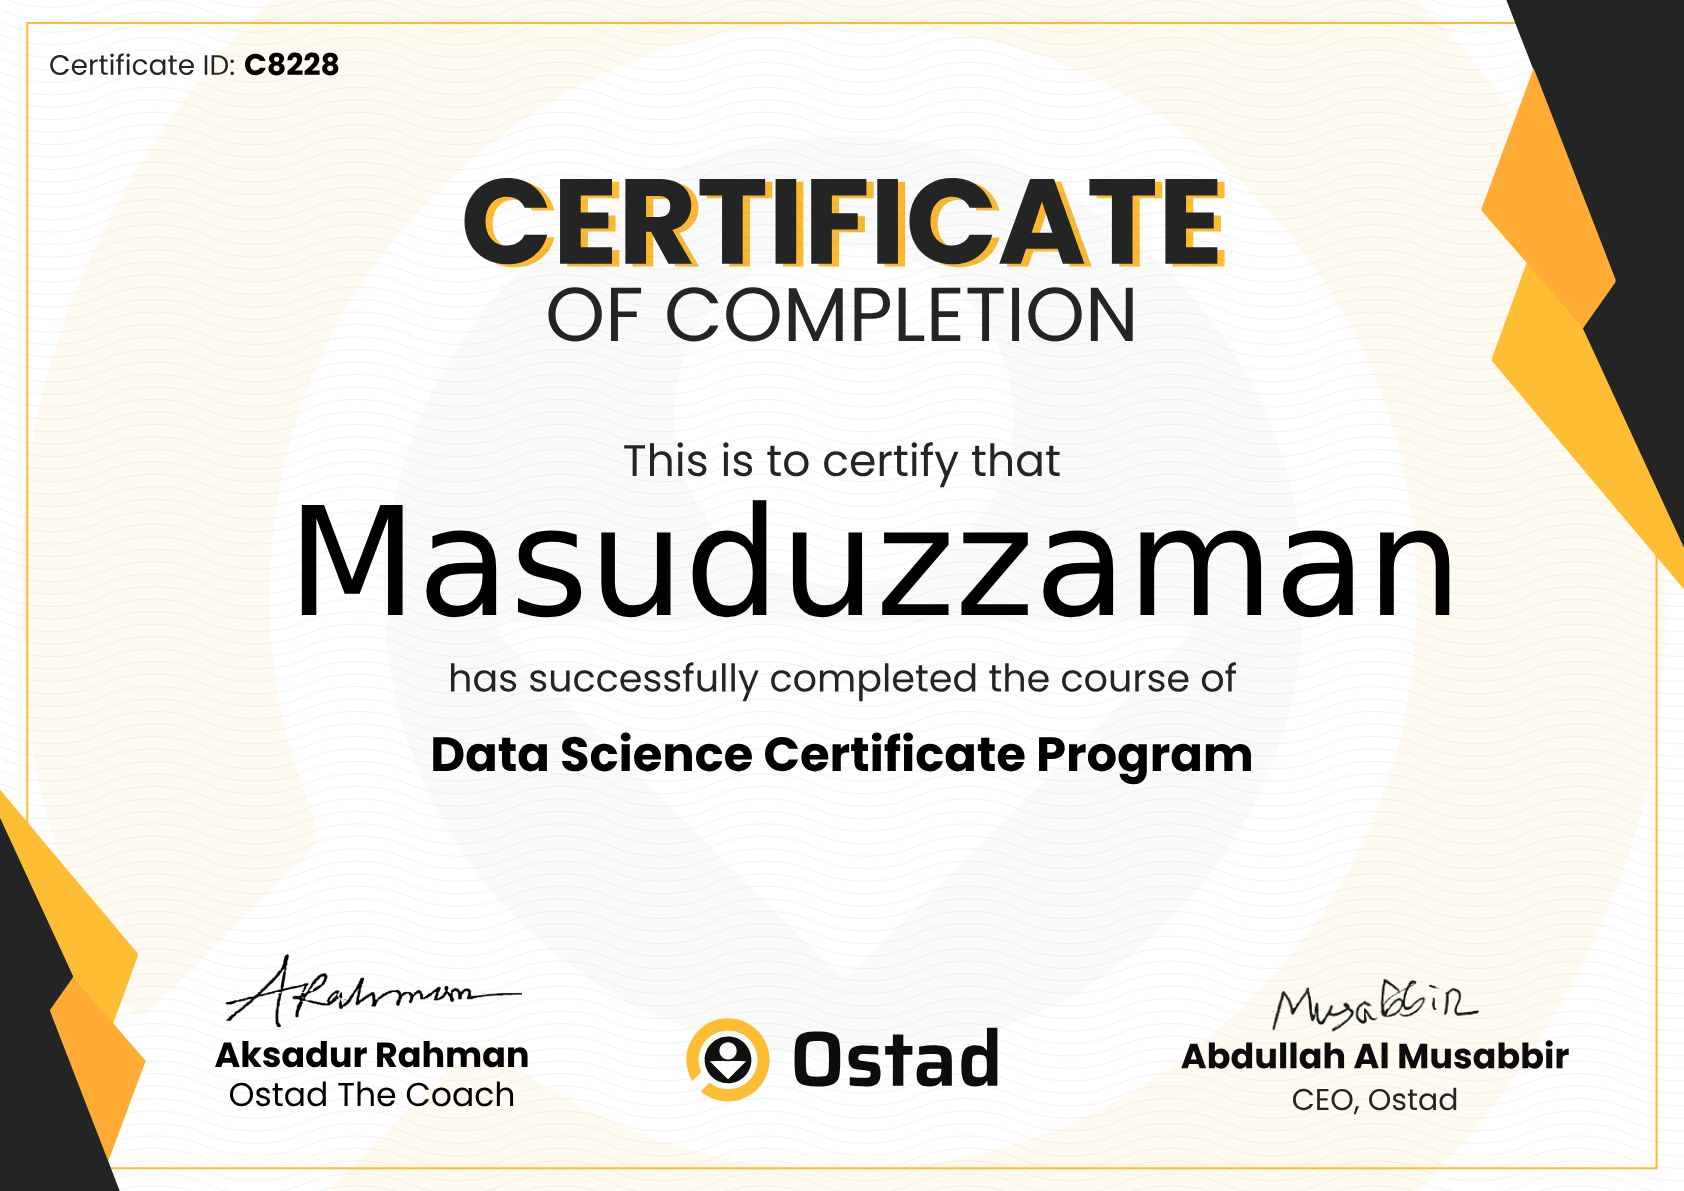 Certificate ID: C8228
CERTIFICATE
OF COMPLETION
This is to certify that
Masuduzzaman
has successfully completed the course of
Data Science Certificate Program
ARahman
Aksadur Rahman
Ostad The Coach
Ostad
Musabbir
Abdullah Al Musabbir
CEO, Ostad